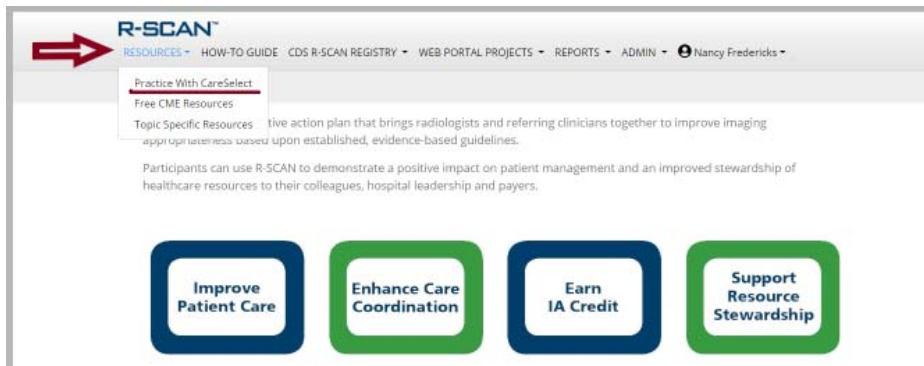 R-SCAN™
RESOURCES HOW-TO GUIDE CDS R-SCAN REGISTRY WEB PORTAL PROJECTS REPORTS ADMIN Nancy Fredericks
Practice With CareSelect
Free CME Resources
Topic Specific Resources
tive action plan that brings radiologists and referring clinicians together to improve imaging
appropriateness based upon established, evidence-based guidelines.
Participants can use R-SCAN to demonstrate a positive impact on patient management and an improved stewardship of
healthcare resources to their colleagues, hospital leadership and payers.
Improve
Patient Care
Enhance Care
Coordination
Earn
IA Credit
Support
Resource
Stewardship